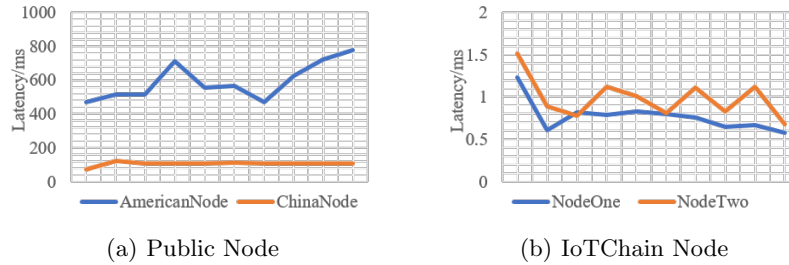 1000
800
600
400
200
0
Latency/ms
AmericanNode ChinaNode
(a) Public Node
2
1.5
1
0.5
0
Latency/ms
NodeOne NodeTwo
(b) IoTChain Node